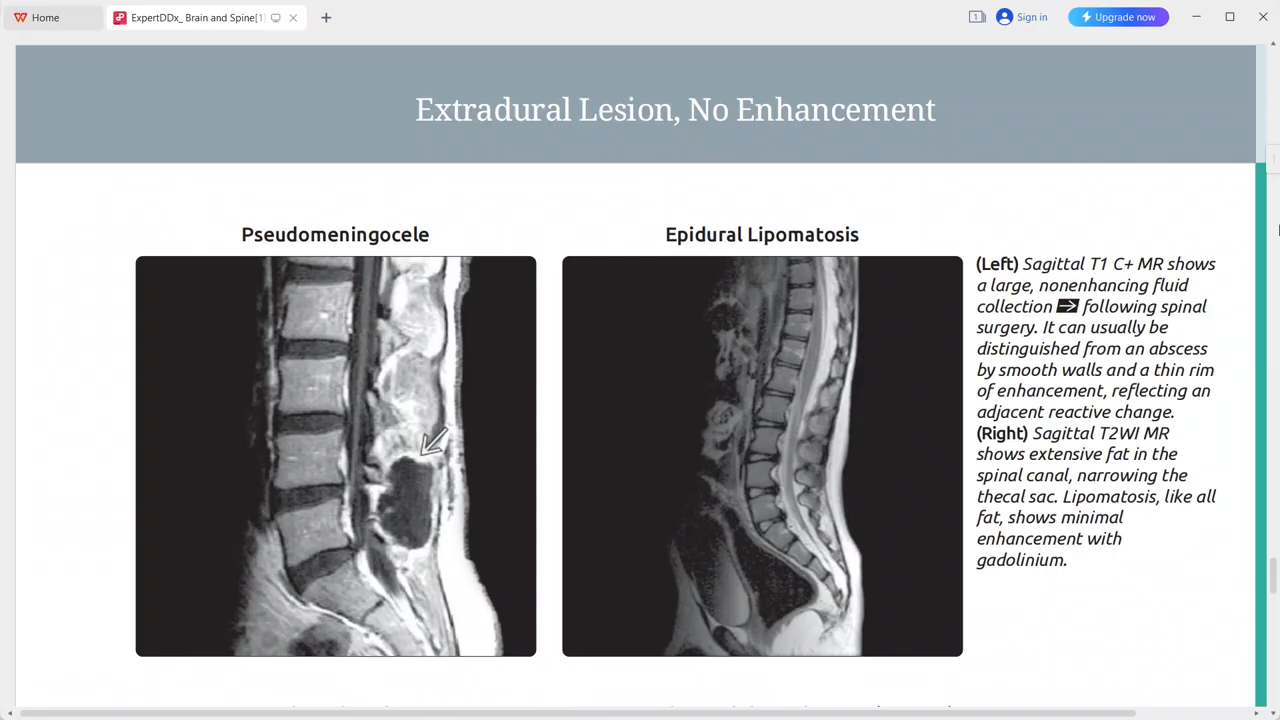 Home
ExpertDDx_ Brain and Spine[1]
1
Sign in
Upgrade now
Extradural Lesion, No Enhancement
Pseudomeningocele
Epidural Lipomatosis
(Left) Sagittal T1 C+ MR shows
a large, nonenhancing fluid
collection following spinal
surgery. It can usually be
distinguished from an abscess
by smooth walls and a thin rim
of enhancement, reflecting an
adjacent reactive change.
(Right) Sagittal T2WI MR
shows extensive fat in the
spinal canal, narrowing the
thecal sac. Lipomatosis, like all
fat, shows minimal
enhancement with
gadolinium.